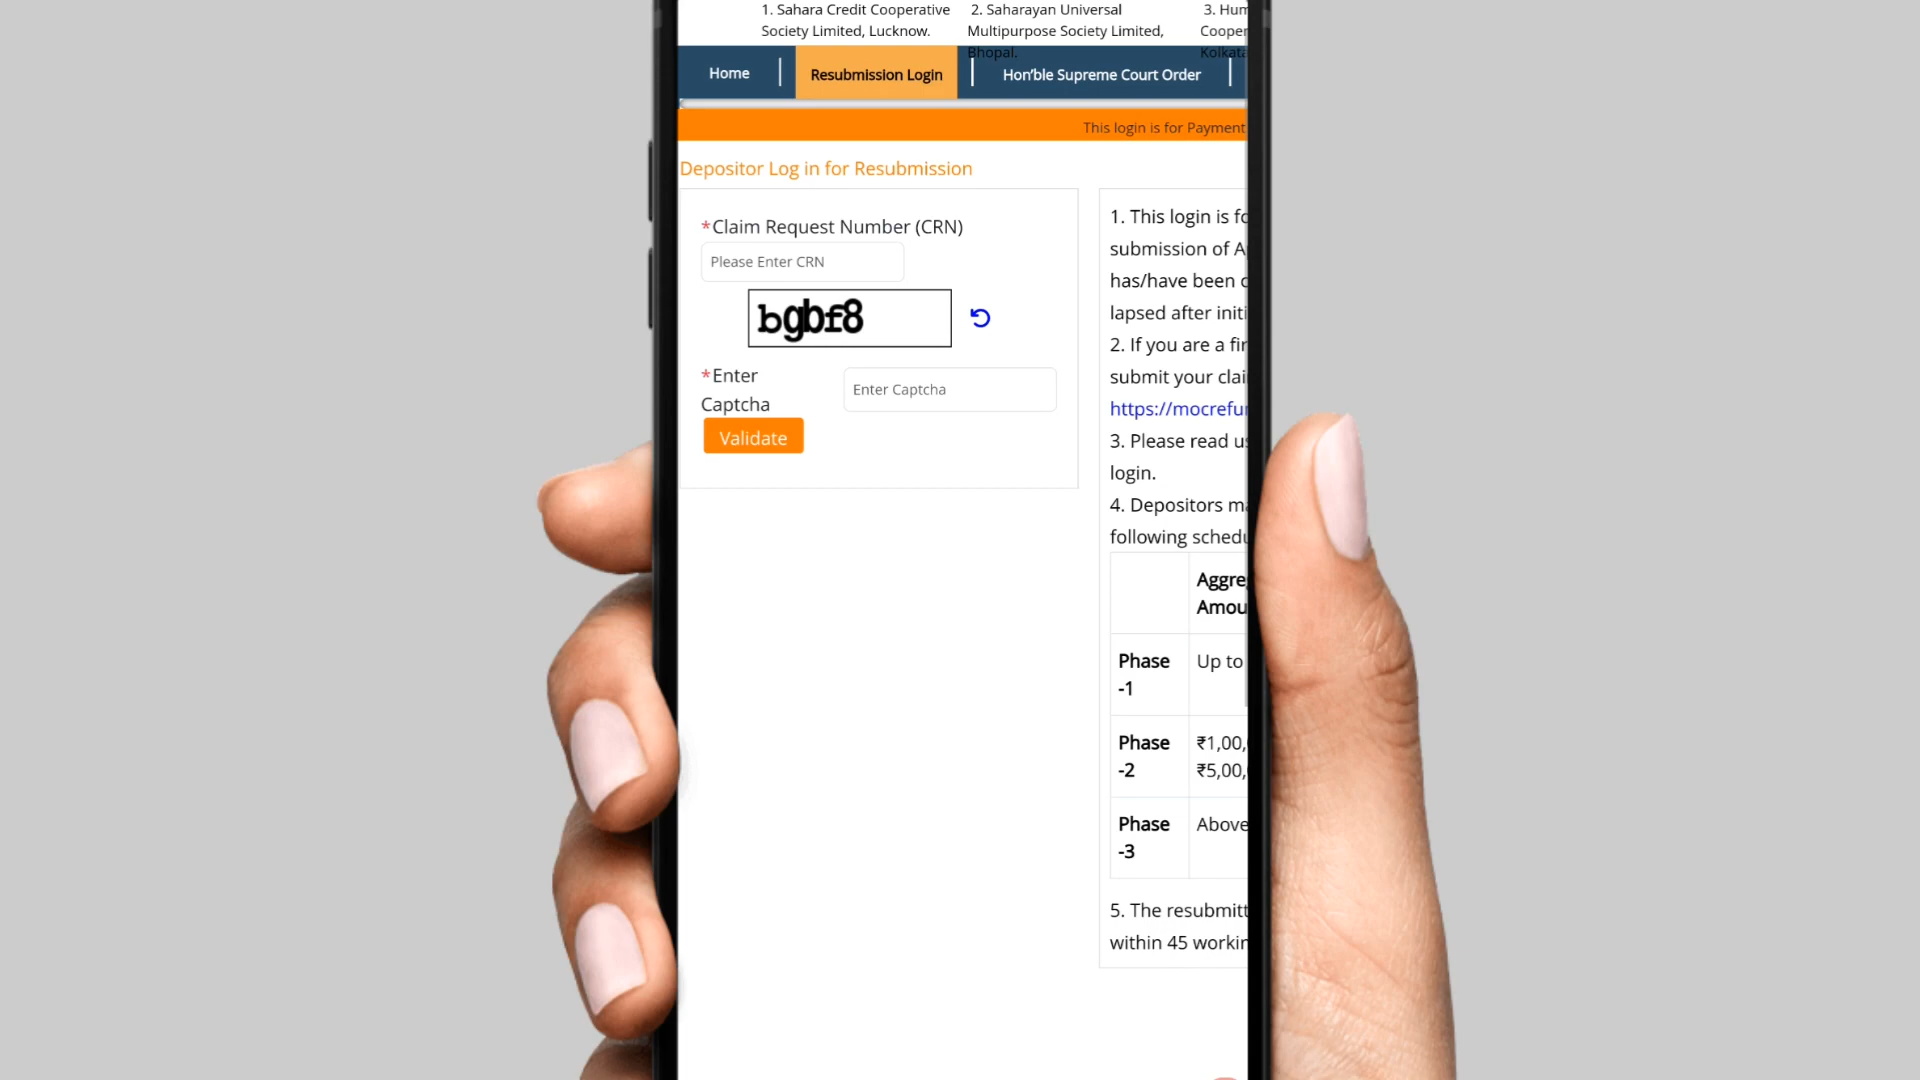 1. Sahara Credit Cooperative
Society Limited, Lucknow.
2. Saharayan Universal
Multipurpose Society Limited,
Bhopal.
3. Hum
Cooper
Kolkata
Home
Resubmission Login
Hon'ble Supreme Court Order
This login is for Payment
Depositor Log in for Resubmission
*Claim Request Number (CRN)
Please Enter CRN
bgbf8
*Enter
Captcha
Enter Captcha
Validate
1. This login is fo
submission of A
has/have been
lapsed after initi
2. If you are a fir
submit your clai
https://mocrefu
3. Please read us
login.
4. Depositors ma
following schedu
Aggre
Amou
Phase
-1
Up to
Phase
-2
₹1,00,
₹5,00,
Phase
-3
Above
5. The resubmitt
within 45 workin